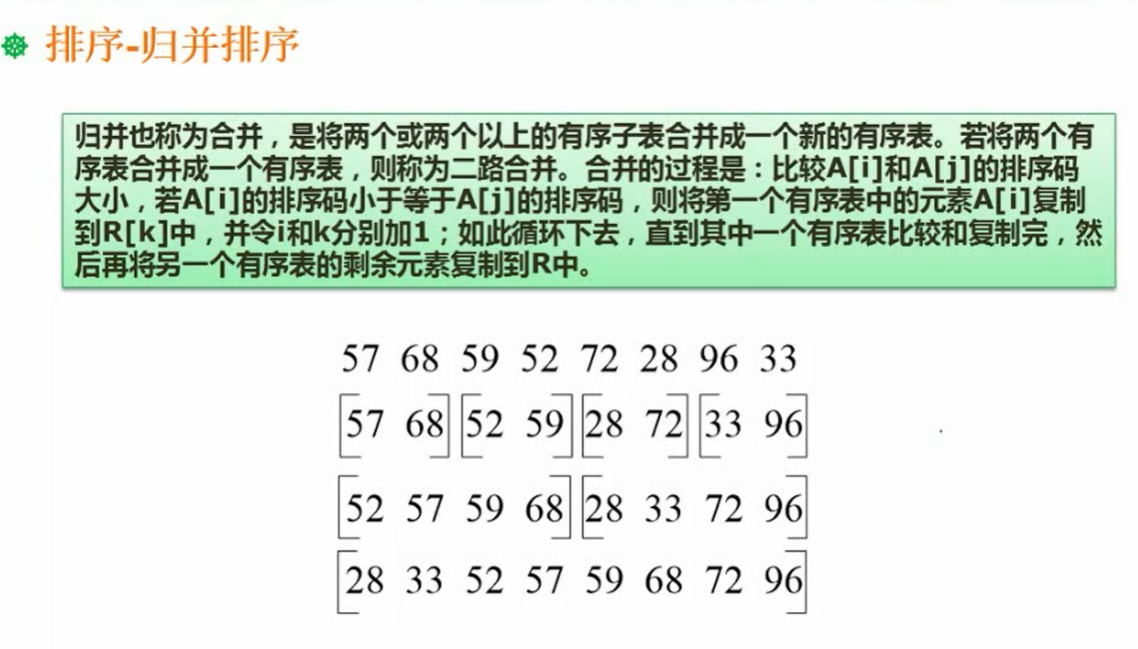 排序-归并排序
归并也称为合并，是将两个或两个以上的有序子表合并成一个新的有序表。若将两个有
序表合并成一个有序表，则称为二路合并。合并的过程是：比较A[i]和A[j]的排序码
大小，若A[i]的排序码小于等于A[j]的排序码，则将第一个有序表中的元素A[i]复制
到R[k]中，并令i和k分别加1；如此循环下去，直到其中一个有序表比较和复制完，然
后再将另一个有序表的剩余元素复制到R中。
57 68 59 52 72 28 96 33
[57 68] [52 59] [28 72] [33 96]
[52 57 59 68] [28 33 72 96]
[28 33 52 57 59 68 72 96]